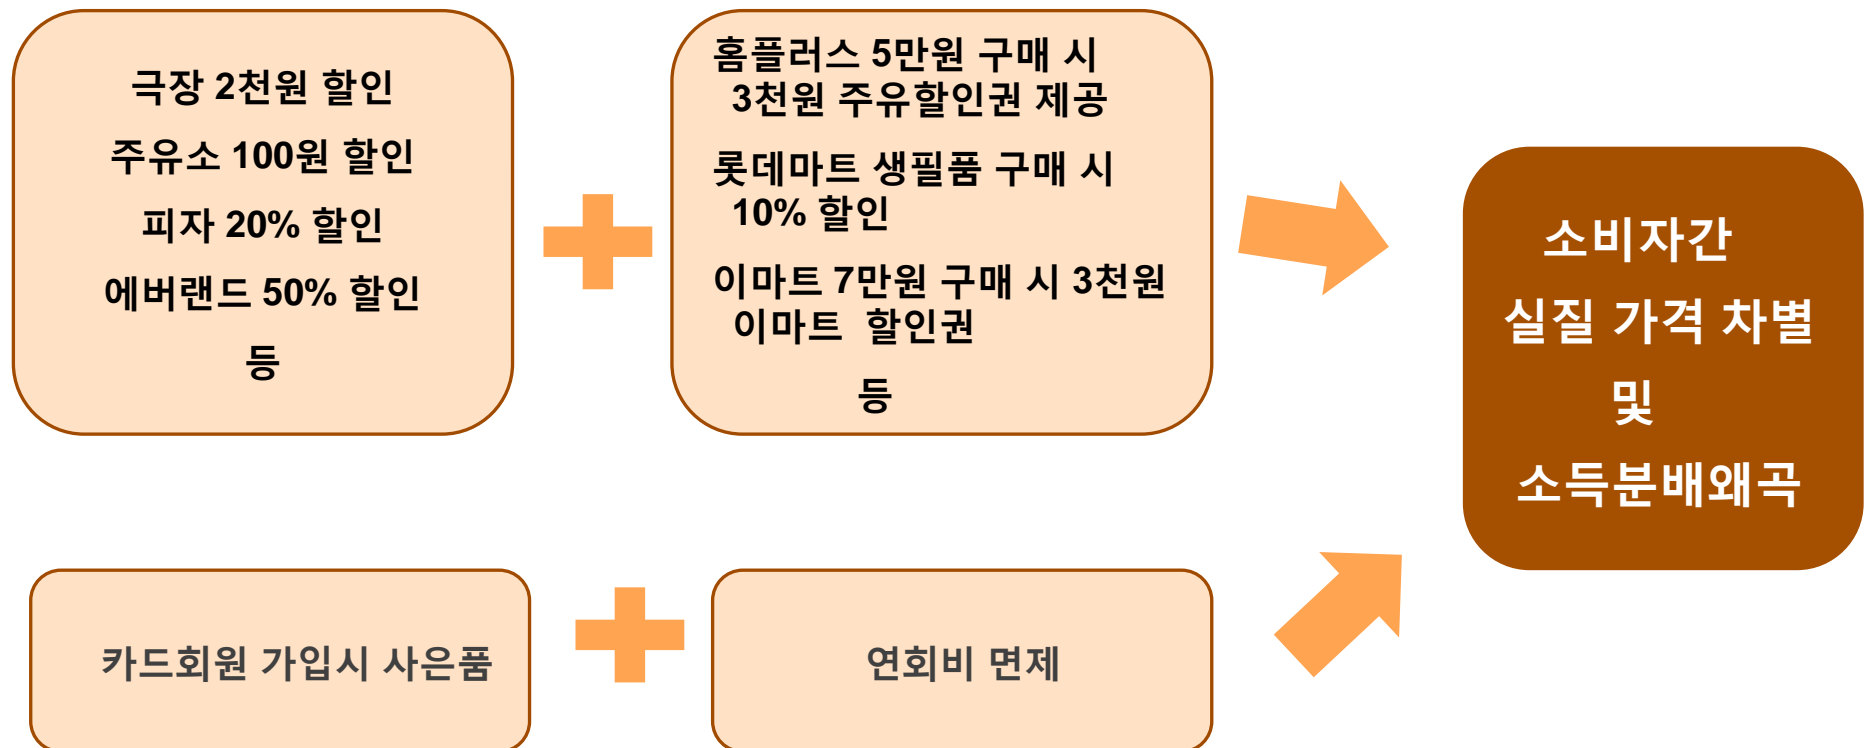 극장 2천원 할인
주유소 100원 할인
피자 20% 할인
에버랜드 50% 할인
등
홈플러스 5만원 구매 시
3천원 주유할인권 제공
롯데마트 생필품 구매 시
10% 할인
이마트 7만원 구매 시 3천원
이마트 할인권
등
소비자간
실질 가격 차별
및
소득분배왜곡
카드회원 가입시 사은품
연회비 면제